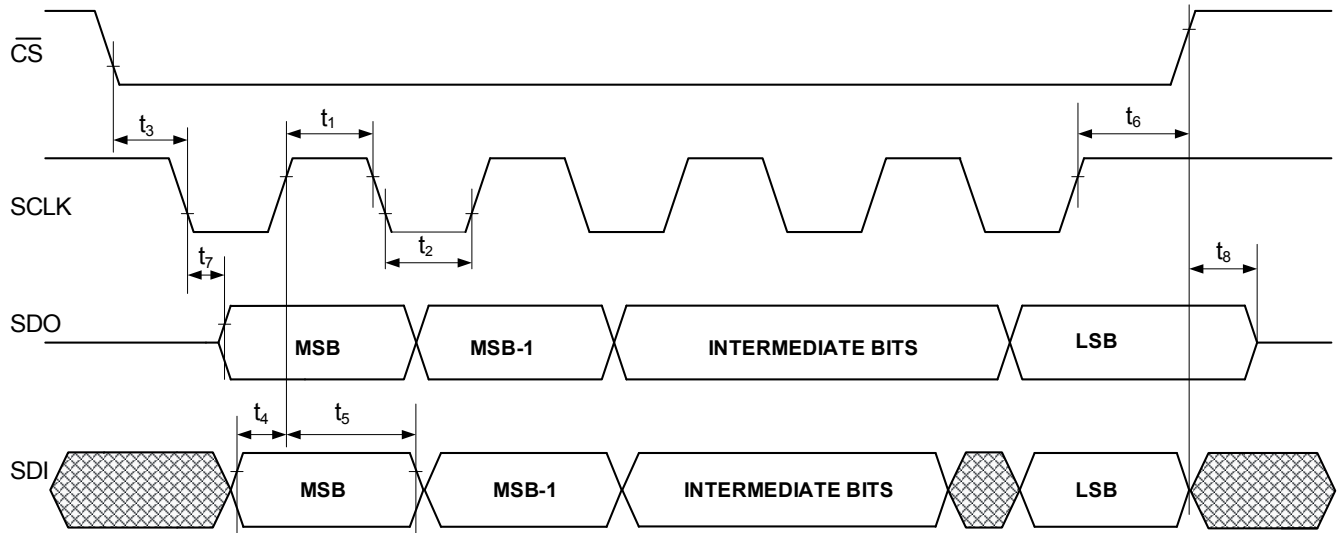 C̅S̅
t₃ t₁ t₆
SCLK
t₂
t₇ t₈
SDO MSB MSB-1 INTERMEDIATE BITS LSB
t₄ t₅
SDI MSB MSB-1 INTERMEDIATE BITS LSB